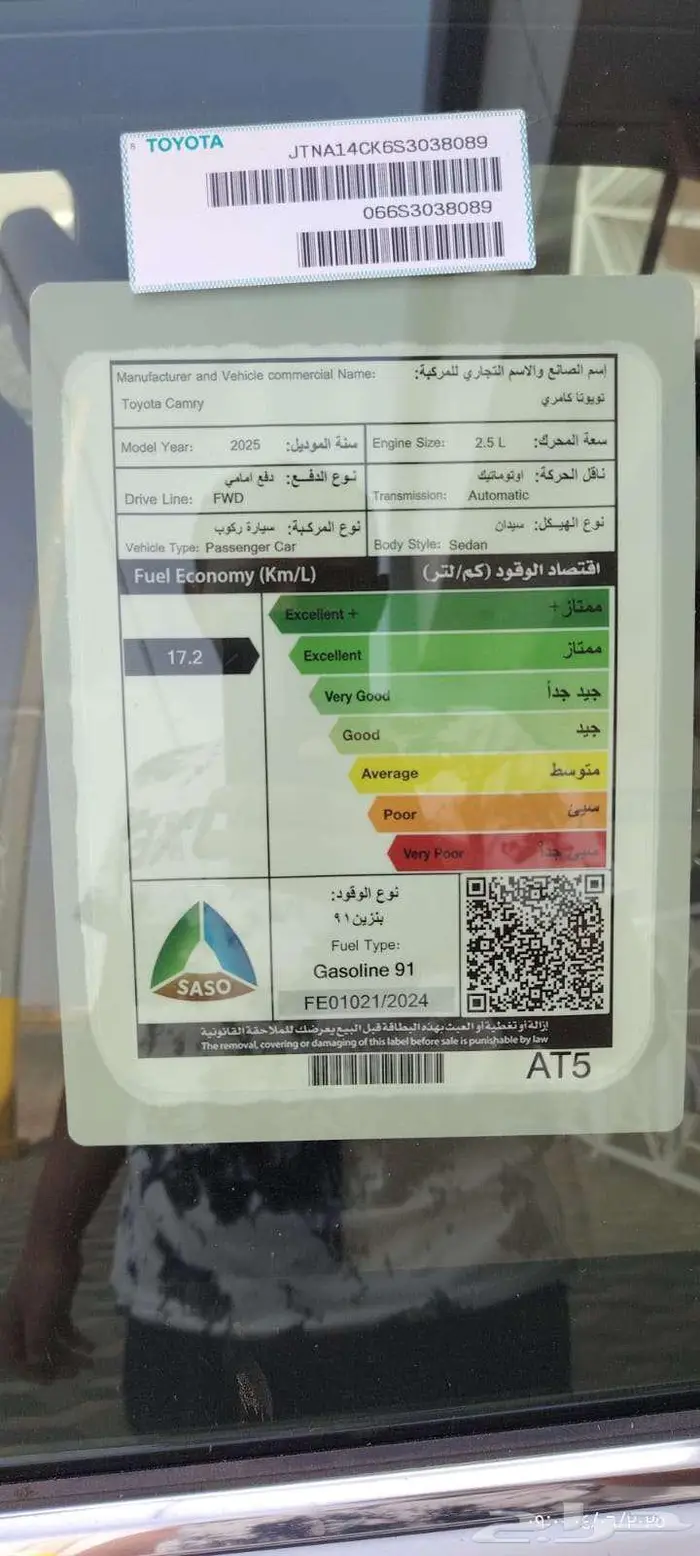 8 TOYOTA
JTNA14CK6S3038089
066S3038089
Manufacturer and Vehicle commercial Name: إسم الصانع والاسم التجاري للمركبة:
Toyota Camry تويوتا كامري
Model Year: 2025 سنة الموديل:
Engine Size: 2.5 L سعة المحرك:
نوع الدفع: دفع امامي
Drive Line: FWD
ناقل الحركة: اوتوماتيك
Transmission: Automatic
نوع المركبة: سيارة ركوب
Vehicle Type: Passenger Car
نوع الهيكل: سيدان
Body Style: Sedan
Fuel Economy (Km/L) اقتصاد الوقود (كم/لتر)
Excellent + ممتاز+
17.2
Excellent ممتاز
Very Good جيد جداً
Good جيد
Average متوسط
Poor سيئ
Very Poor سيئ جداً
SASO
نوع الوقود:
بنزين ٩١
Fuel Type:
Gasoline 91
FE01021/2024
إزالة أو تغطية أو العبث بهذه البطاقة قبل البيع يعرضك للملاحقة القانونية
The removal, covering or damaging of this label before sale is punishable by law
AT5
حراج